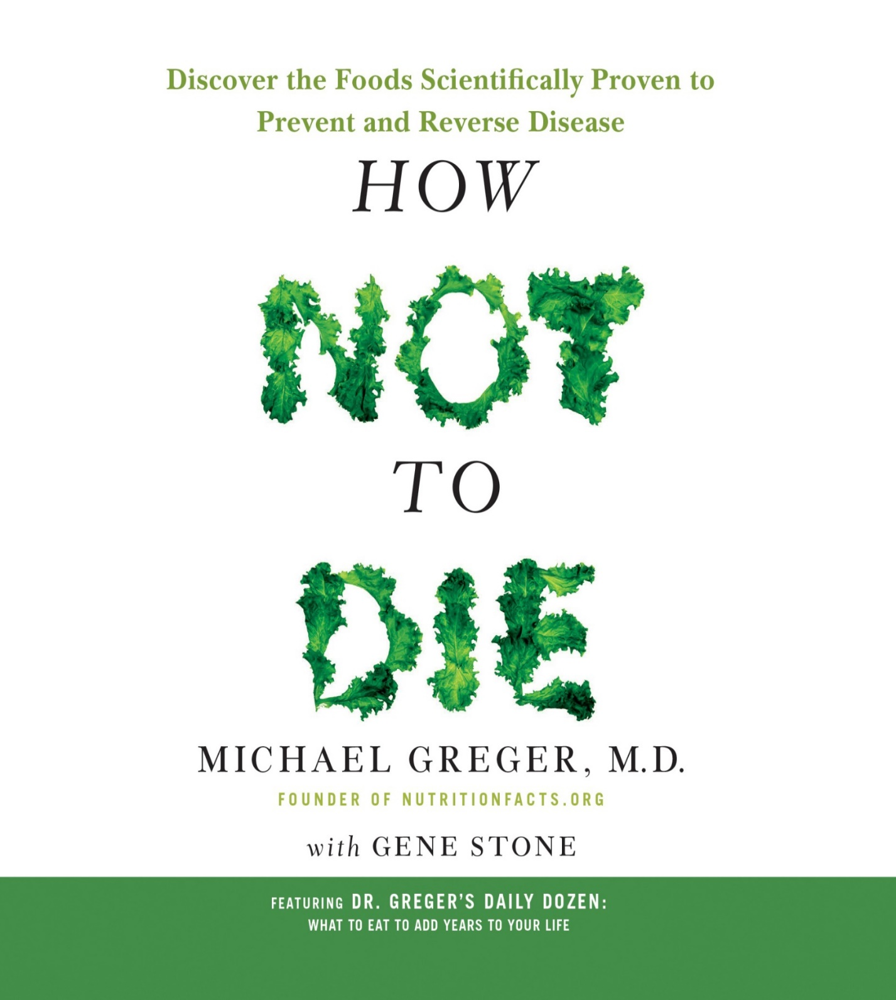 Discover the Foods Scientifically Proven to
Prevent and Reverse Disease
HOW
NOT
TO
DIE
MICHAEL GREGER, M.D.
FOUNDER OF NUTRITIONFACTS.ORG
with GENE STONE
FEATURING DR. GREGER’S DAILY DOZEN:
WHAT TO EAT TO ADD YEARS TO YOUR LIFE